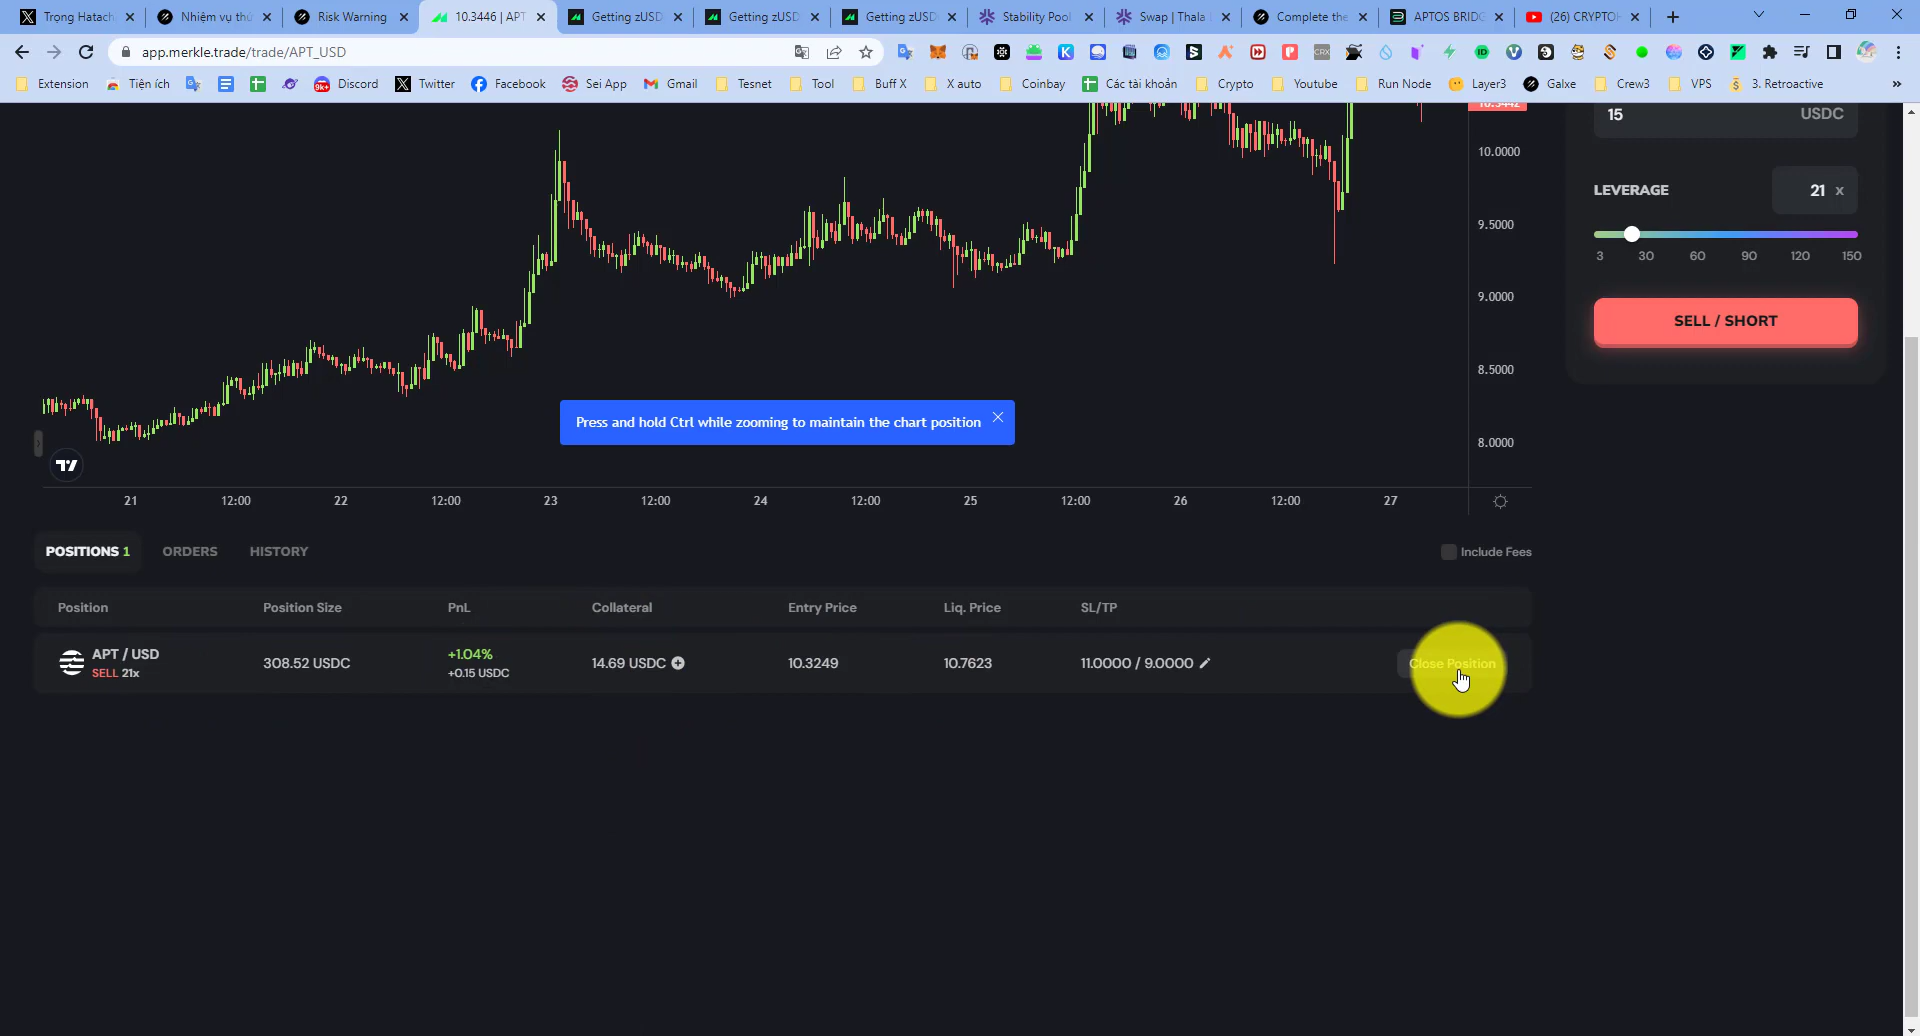 Trọng Hatach
Nhiệm vụ thứ
Risk Warning
10.3446 | APT
Getting zUSD
Getting zUSD
Getting zUSD
Stability Pool
Swap | Thala
Complete the
APTOS BRIDG
(26) CRYPTO
app.merkle.trade/trade/APT_USD
Extension
Tiện ích
9K+
Discord
Twitter
Facebook
Sei App
Gmail
Tesnet
Tool
Buff X
X auto
Coinbay
Các tài khoản
Crypto
Youtube
Run Node
Layer3
Galxe
Crew3
VPS
3. Retroactive
10.3442
10.0000
9.5000
9.0000
8.5000
8.0000
15 USDC
LEVERAGE 21 x
3 30 60 90 120 150
SELL / SHORT
Press and hold Ctrl while zooming to maintain the chart position
21 12:00 22 12:00 23 12:00 24 12:00 25 12:00 26 12:00 27
POSITIONS 1 ORDERS HISTORY Include Fees
Position Position Size PnL Collateral Entry Price Liq. Price SL/TP
APT / USD
SELL 21x
308.52 USDC
+1.04%
+0.15 USDC
14.69 USDC
10.3249
10.7623
11.0000 / 9.0000
Close Position